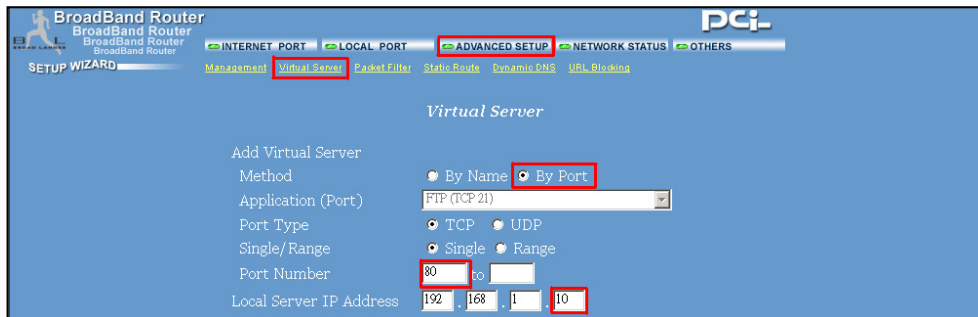 BroadBand Router
BroadBand Router
BroadBand Router
BroadBand Router
BROAD LANNER
PCi
INTERNET PORT LOCAL PORT ADVANCED SETUP NETWORK STATUS OTHERS
SETUP WIZARD
Management Virtual Server Packet Filter Static Route Dynamic DNS URL Blocking
Virtual Server
Add Virtual Server
Method By Name By Port
Application (Port) FTP (TCP 21)
Port Type TCP UDP
Single/Range Single Range
Port Number 80 to
Local Server IP Address 192 . 168 . 1 . 10